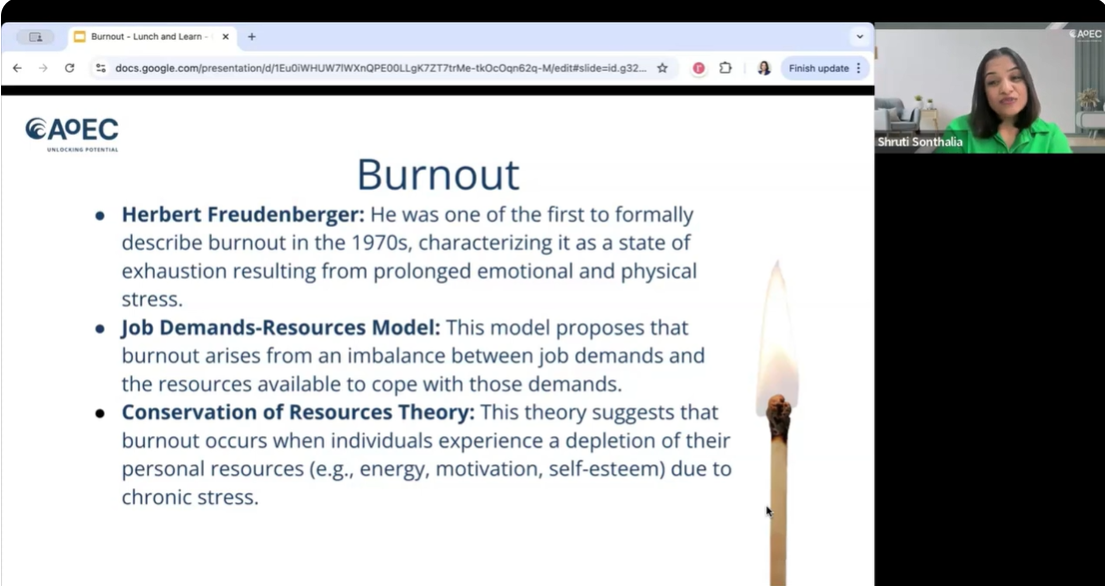 Burnout - Lunch and Learn -
docs.google.com/presentation/d/1Eu0iWHUW7lWXnQPE00LLgK7ZT7trMe-tkOcOqn62q-M/edit#slide=id.g32...
Finish update
AoEC
UNLOCKING POTENTIAL
Burnout
• Herbert Freudenberger: He was one of the first to formally
describe burnout in the 1970s, characterizing it as a state of
exhaustion resulting from prolonged emotional and physical
stress.
• Job Demands-Resources Model: This model proposes that
burnout arises from an imbalance between job demands and
the resources available to cope with those demands.
• Conservation of Resources Theory: This theory suggests that
burnout occurs when individuals experience a depletion of their
personal resources (e.g., energy, motivation, self-esteem) due to
chronic stress.
AoEC
Shruti Sonthalia